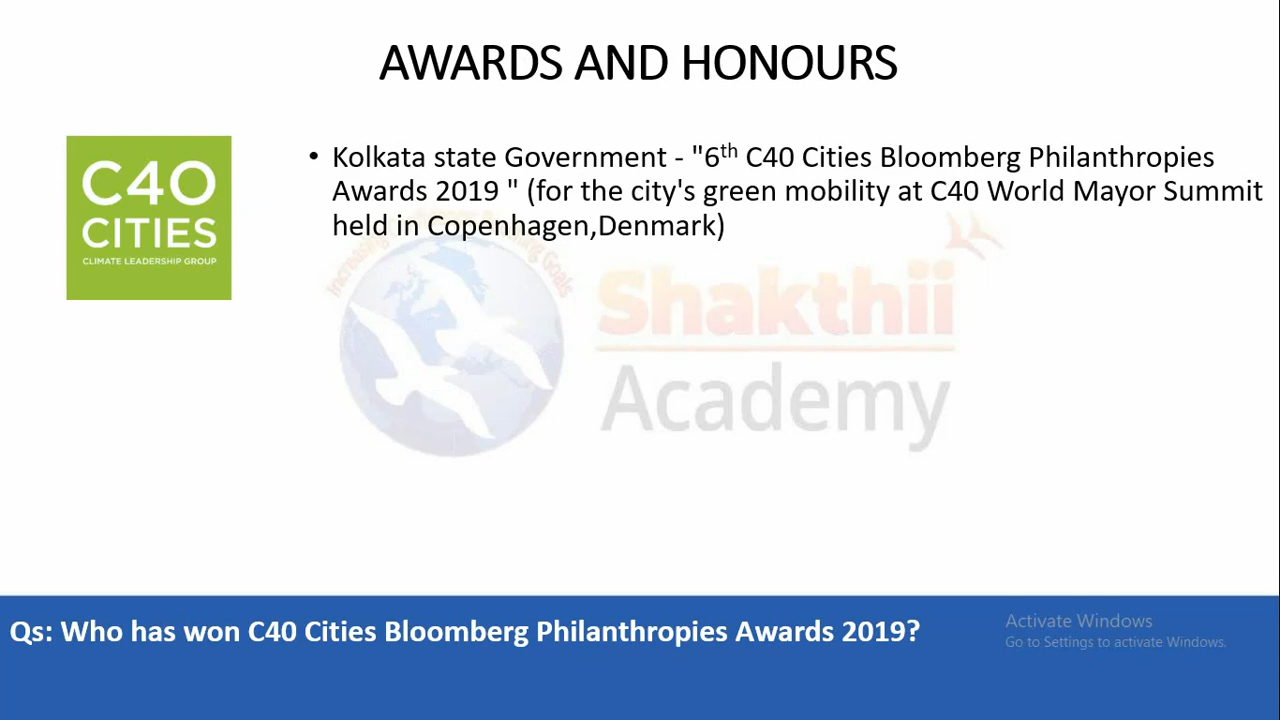 AWARDS AND HONOURS
C40
CITIES
CLIMATE LEADERSHIP GROUP
• Kolkata state Government - "6th C40 Cities Bloomberg Philanthropies
Awards 2019 " (for the city's green mobility at C40 World Mayor Summit
held in Copenhagen,Denmark)
Shakthii
Academy
Qs: Who has won C40 Cities Bloomberg Philanthropies Awards 2019?
Activate Windows
Go to Settings to activate Windows.